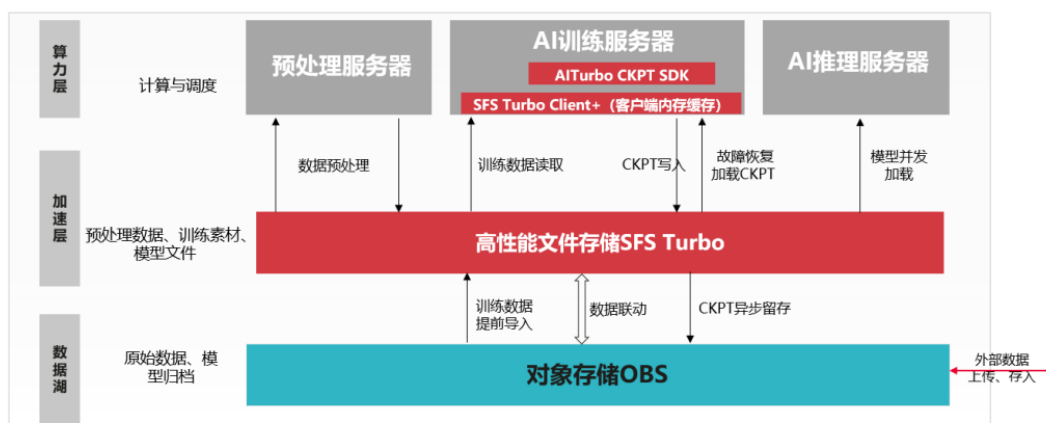 算
力
层
计算与调度
预处理服务器
AI训练服务器
AITurbo CKPT SDK
SFS Turbo Client+（客户端内存缓存）
AI推理服务器
数据预处理
训练数据读取
CKPT写入
故障恢复
加载CKPT
模型并发
加载
加
速
层
预处理数据、训练素材、
模型文件
高性能文件存储SFS Turbo
训练数据
提前导入
数据联动
CKPT异步留存
数
据
湖
原始数据、模
型归档
对象存储OBS
外部数据
上传、存入